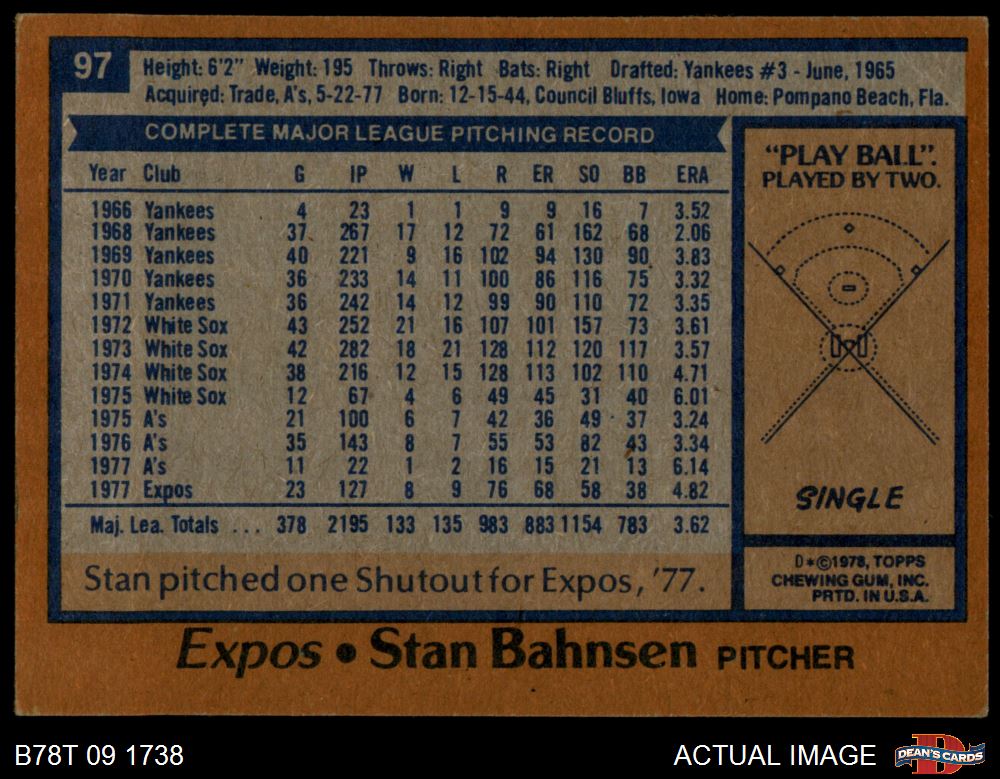 97
Height: 6'2" Weight: 195 Throws: Right Bats: Right Drafted: Yankees #3 - June, 1965
Acquired: Trade, A's, 5-22-77 Born: 12-15-44, Council Bluffs, Iowa Home: Pompano Beach, Fla.
COMPLETE MAJOR LEAGUE PITCHING RECORD
Year Club G IP W L R ER SO BB ERA
1966 Yankees 4 23 1 1 9 9 16 7 3.52
1968 Yankees 37 267 17 12 72 61 162 68 2.06
1969 Yankees 40 221 9 16 102 94 130 90 3.83
1970 Yankees 36 233 14 11 100 86 116 75 3.32
1971 Yankees 36 242 14 12 99 90 110 72 3.35
1972 White Sox 43 252 21 16 107 101 157 73 3.61
1973 White Sox 42 282 18 21 128 112 120 117 3.57
1974 White Sox 38 216 12 15 128 113 102 110 4.71
1975 White Sox 12 67 4 6 49 45 31 40 6.01
1975 A's 21 100 6 7 42 36 49 37 3.24
1976 A's 35 143 8 7 55 53 82 43 3.34
1977 A's 11 22 1 2 16 15 21 13 6.14
1977 Expos 23 127 8 9 76 68 58 38 4.82
Maj. Lea. Totals ... 378 2195 133 135 983 883 1154 783 3.62
Stan pitched one Shutout for Expos, '77.
"PLAY BALL".
PLAYED BY TWO.
SINGLE
D*©1978, TOPPS
CHEWING GUM, INC.
PRTD. IN U.S.A.
Expos • Stan Bahnsen PITCHER
B78T 09 1738
ACTUAL IMAGE
DEAN'S CARDS